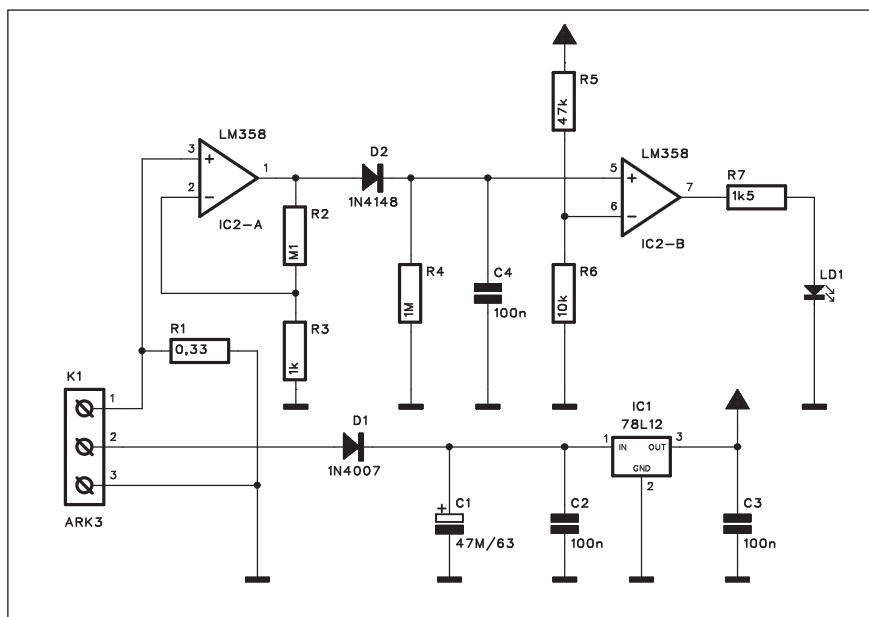 R5
47k
LM358
3
+
1
2
−
IC2-A
D2
1N4148
LM358
5
+
7
6
−
IC2-B
R7
1k5
R2
M1
R4
1M
C4
100n
R6
10k
LD1
R1
0,33
R3
1k
K1
1
2
3
ARK3
D1
1N4007
IC1
78L12
1
IN
OUT
3
GND
2
+
C1
47M/63
C2
100n
C3
100n